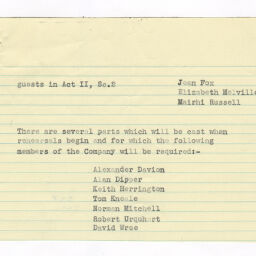 guests in Act II, Sc.2
Joan Fox
Elizabeth Melville
Mairhi Russell
There are several parts which will be cast when
rehearsals begin and for which the following
members of the Company will be required:-
Alexander Davion
Alan Dipper
Keith Herrington
Tom Kneale
Norman Mitchell
Robert Urquhart
David Wroe